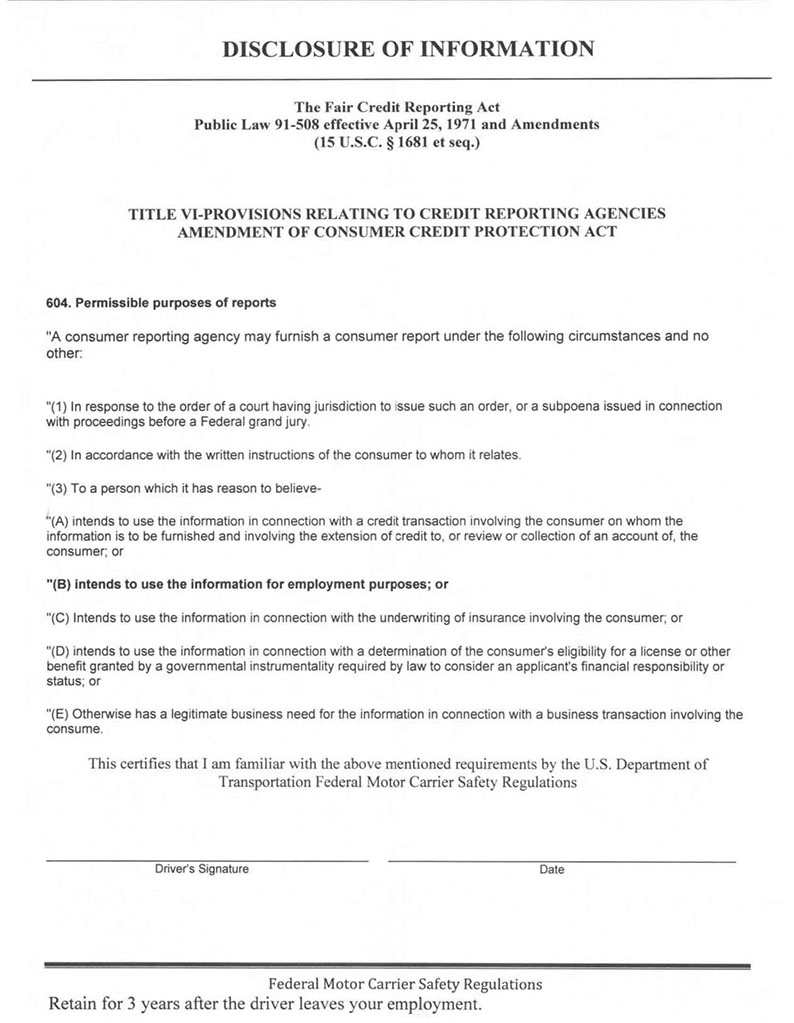 DISCLOSURE OF INFORMATION
The Fair Credit Reporting Act
Public Law 91-508 effective April 25, 1971 and Amendments
(15 U.S.C. § 1681 et seq.)
TITLE VI-PROVISIONS RELATING TO CREDIT REPORTING AGENCIES
AMENDMENT OF CONSUMER CREDIT PROTECTION ACT
604. Permissible purposes of reports
"A consumer reporting agency may furnish a consumer report under the following circumstances and no
other:
"(1) In response to the order of a court having jurisdiction to issue such an order, or a subpoena issued in connection
with proceedings before a Federal grand jury.
"(2) In accordance with the written instructions of the consumer to whom it relates.
"(3) To a person which it has reason to believe-
"(A) intends to use the information in connection with a credit transaction involving the consumer on whom the
information is to be furnished and involving the extension of credit to, or review or collection of an account of, the
consumer; or
"(B) intends to use the information for employment purposes; or
"(C) Intends to use the information in connection with the underwriting of insurance involving the consumer; or
"(D) intends to use the information in connection with a determination of the consumer's eligibility for a license or other
benefit granted by a governmental instrumentality required by law to consider an applicant's financial responsibility or
status; or
"(E) Otherwise has a legitimate business need for the information in connection with a business transaction involving the
consume.
This certifies that I am familiar with the above mentioned requirements by the U.S. Department of
Transportation Federal Motor Carrier Safety Regulations
Driver's Signature Date
Federal Motor Carrier Safety Regulations
Retain for 3 years after the driver leaves your employment.